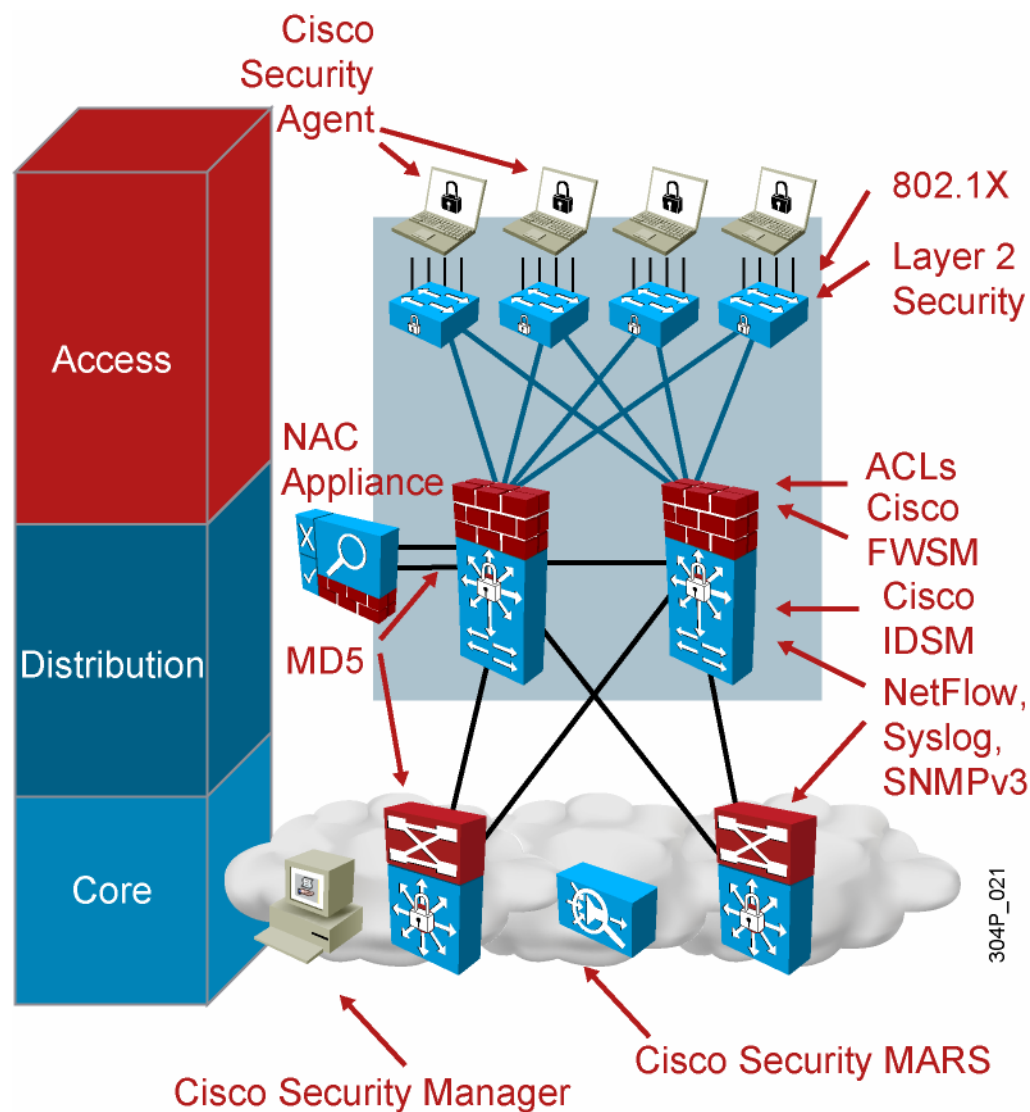 Cisco
Security
Agent
802.1X
Layer 2
Security
Access
NAC
Appliance
ACLs
Cisco
FWSM
Cisco
IDSM
MD5
Distribution
NetFlow,
Syslog,
SNMPv3
Core
304P_021
Cisco Security MARS
Cisco Security Manager